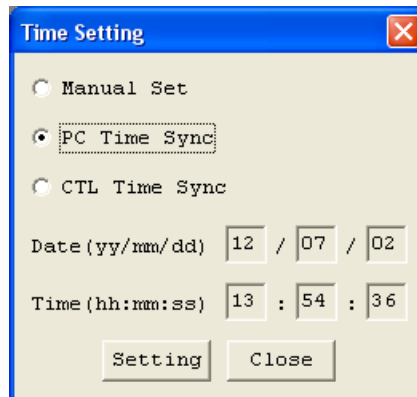 Time Setting
Manual Set
PC Time Sync
CTL Time Sync
Date(yy/mm/dd) 12 / 07 / 02
Time(hh:mm:ss) 13 : 54 : 36
Setting Close